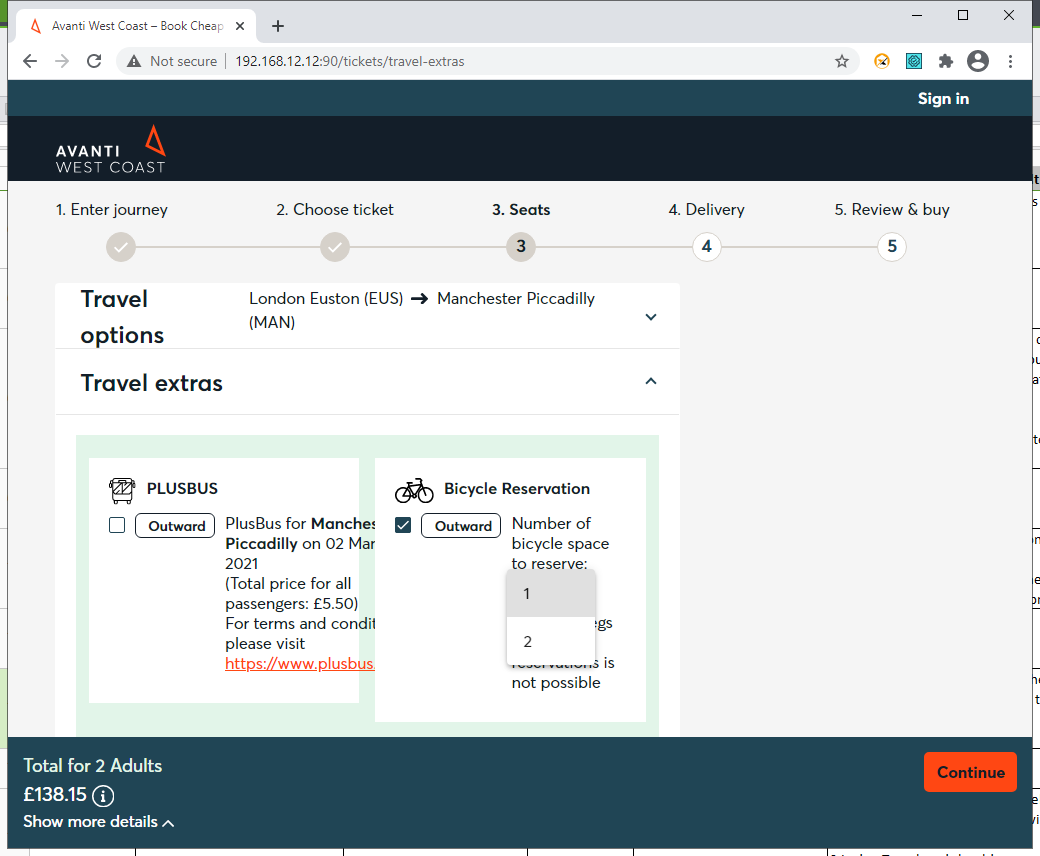 Avanti West Coast – Book Cheap
Not secure
192.168.12.12:90/tickets/travel-extras
Sign in
AVANTI
WEST COAST
1. Enter journey
2. Choose ticket
3. Seats
4. Delivery
5. Review & buy
3
4
5
Travel
options
London Euston (EUS) → Manchester Piccadilly
(MAN)
Travel extras
PLUSBUS
Outward
PlusBus for Manches
Piccadilly on 02 Mar
2021
(Total price for all
passengers: £5.50)
For terms and condit
please visit
https://www.plusbus.
Bicycle Reservation
Outward
Number of
bicycle space
to reserve:
1
2
egs
reservations is
not possible
Total for 2 Adults
£138.15
Show more details
Continue